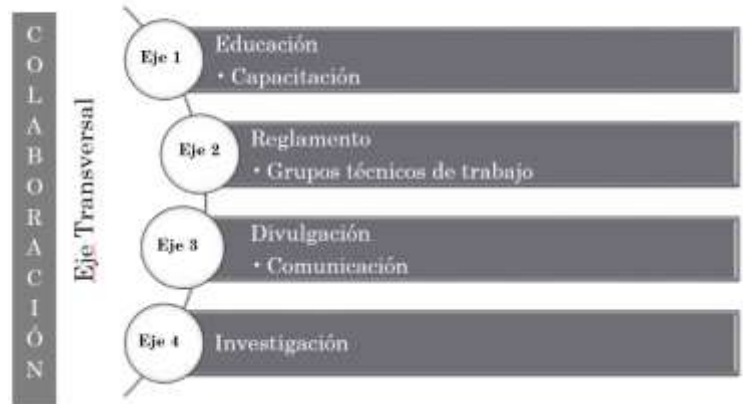 COLABORACIÓN
Eje Transversal
Eje 1
Educación
• Capacitación
Eje 2
Reglamento
• Grupos técnicos de trabajo
Eje 3
Divulgación
• Comunicación
Eje 4
Investigación